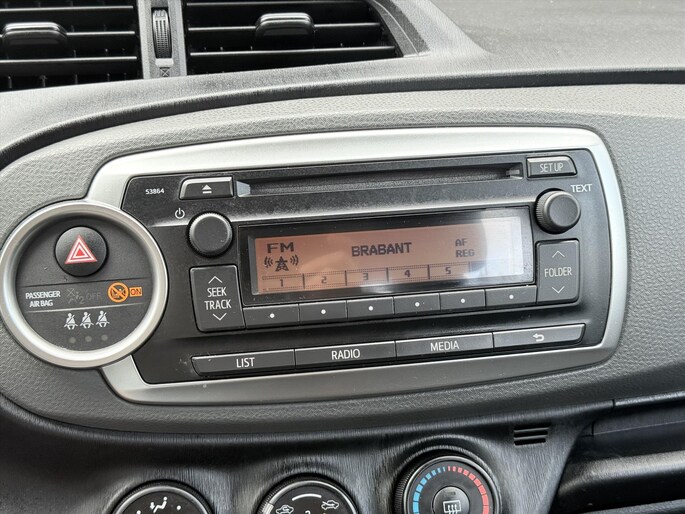 SET UP
53864
TEXT
FM
BRABANT
AF
REG
1 2 3 4 5
SEEK
TRACK
FOLDER
PASSENGER
AIR BAG
OFF
ON
LIST
RADIO
MEDIA